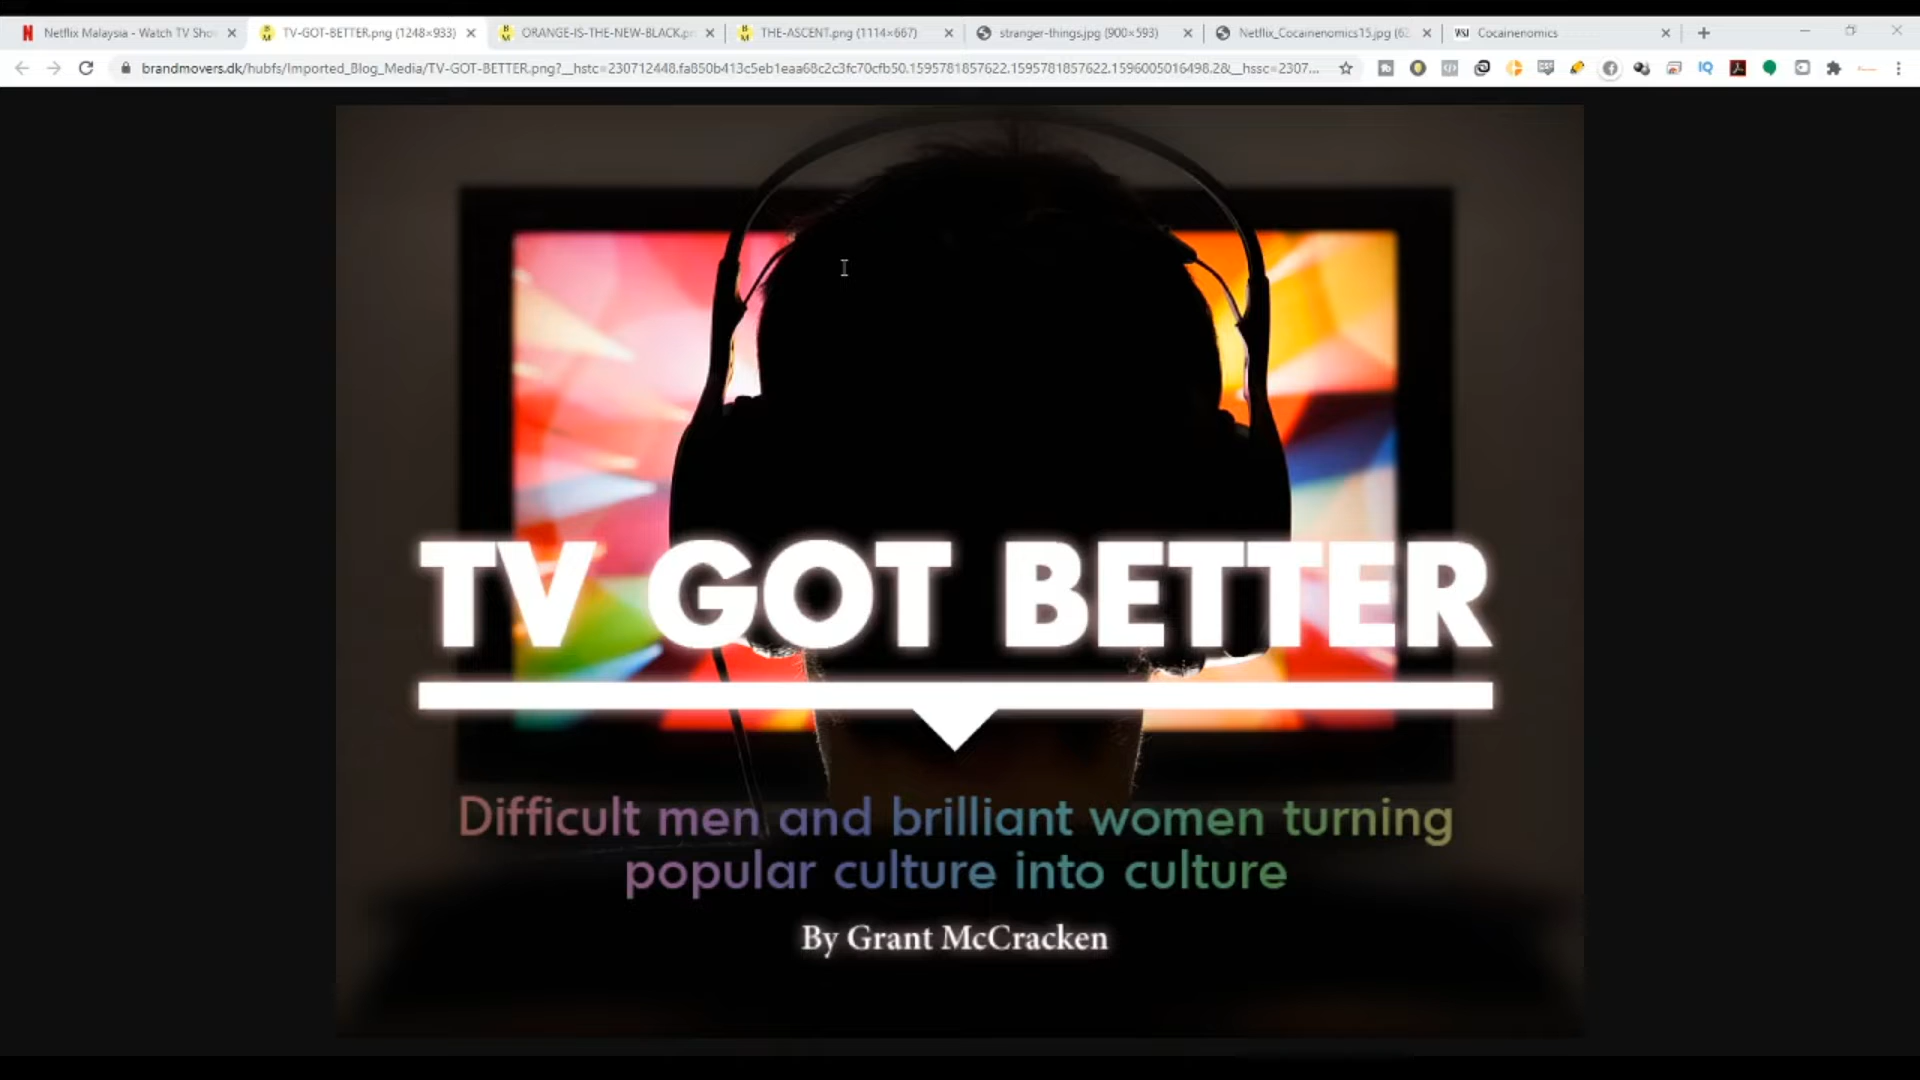 Netflix Malaysia - Watch TV Sho
TV-GOT-BETTER.png (1248×933)
ORANGE-IS-THE-NEW-BLACK.pn
THE-ASCENT.png (1114×667)
stranger-things.jpg (900×593)
Netflix_Cocainenomics15.jpg (62
WSJ Cocainenomics
brandmovers.dk/hubfs/Imported_Blog_Media/TV-GOT-BETTER.png?__hstc=230712448.fa850b413c5eb1eaa68c2c3fc70cfb50.1595781857622.1595781857622.1596005016498.2&__hssc=2307...
TV GOT BETTER
Difficult men and brilliant women turning
popular culture into culture
By Grant McCracken